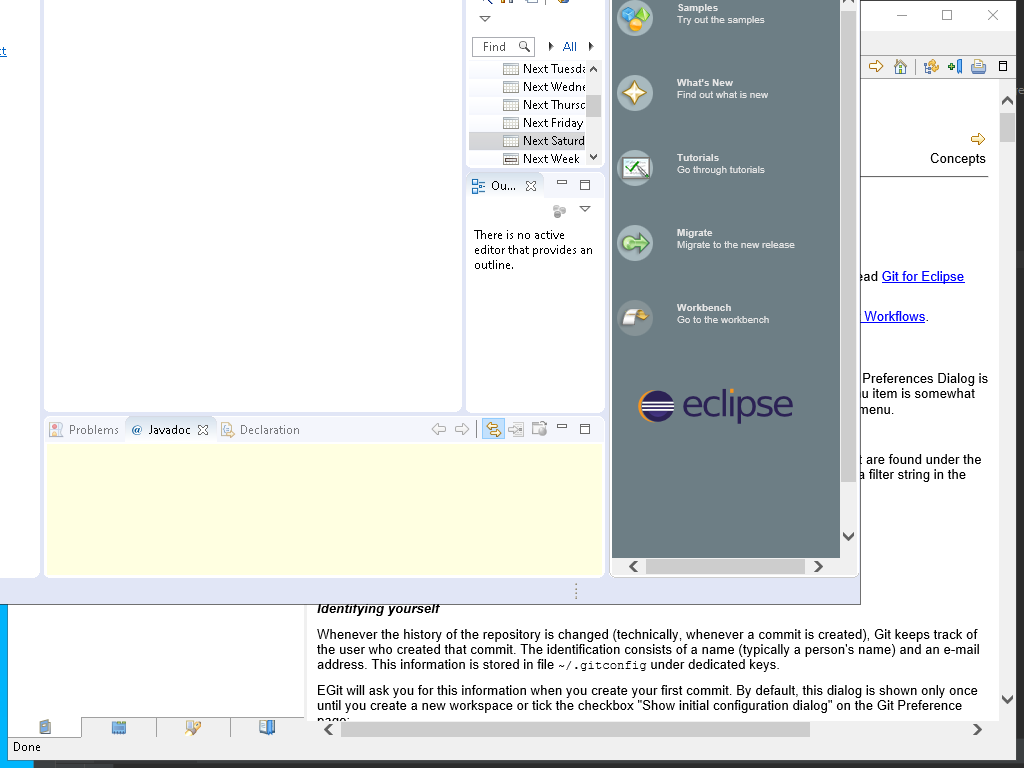 Samples
Try out the samples
Find
All
Next Tuesda
Next Wedne
Next Thursd
Next Friday
Next Saturd
Next Week
What's New
Find out what is new
Tutorials
Go through tutorials
Migrate
Migrate to the new release
Workbench
Go to the workbench
eclipse
Ou...
There is no active
editor that provides an
outline.
Problems
@ Javadoc
Declaration
Concepts
ead Git for Eclipse
Workflows.
Preferences Dialog is
u item is somewhat
menu.
t are found under the
a filter string in the
Identifying yourself
Whenever the history of the repository is changed (technically, whenever a commit is created), Git keeps track of
the user who created that commit. The identification consists of a name (typically a person's name) and an e-mail
address. This information is stored in file ~/.gitconfig under dedicated keys.
EGit will ask you for this information when you create your first commit. By default, this dialog is shown only once
until you create a new workspace or tick the checkbox "Show initial configuration dialog" on the Git Preference
page:
Done